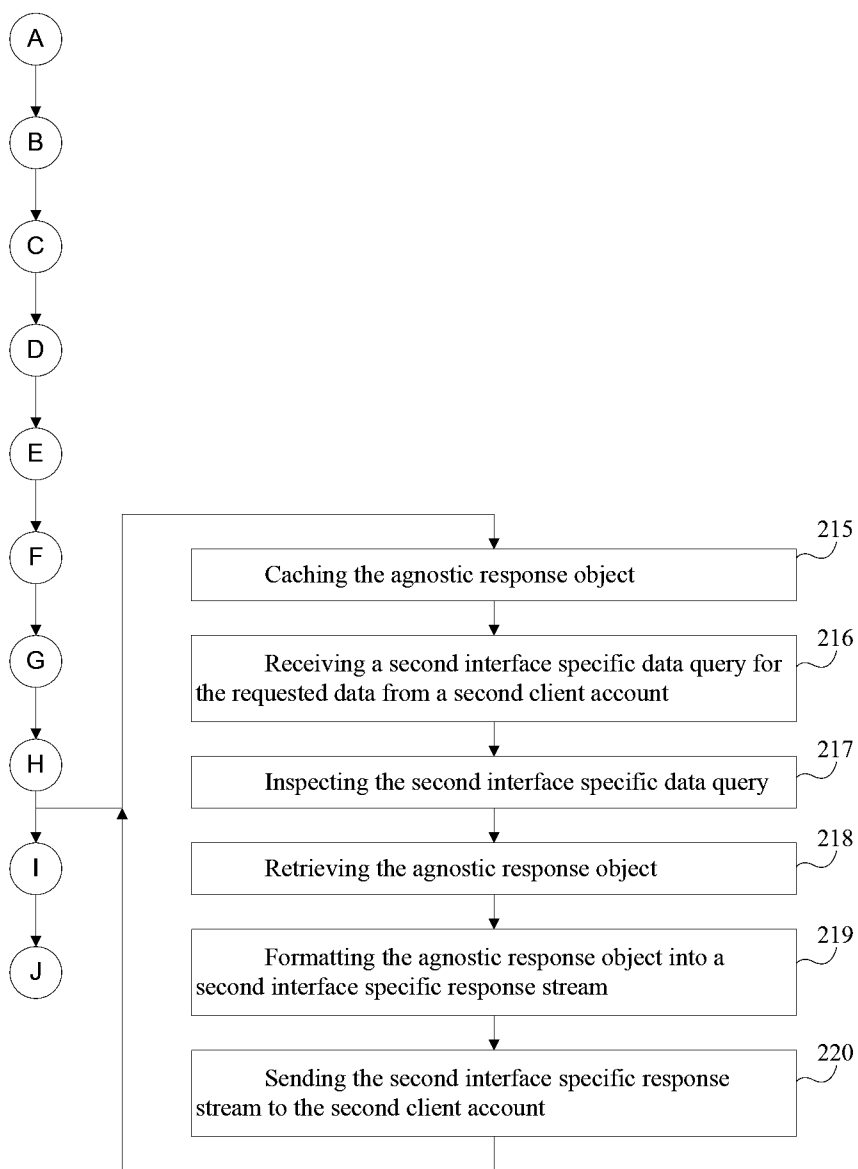 A
B
C
D
E
F
G
H
I
J
215
Caching the agnostic response object
216
Receiving a second interface specific data query for
the requested data from a second client account
217
Inspecting the second interface specific data query
218
Retrieving the agnostic response object
219
Formatting the agnostic response object into a
second interface specific response stream
220
Sending the second interface specific response
stream to the second client account